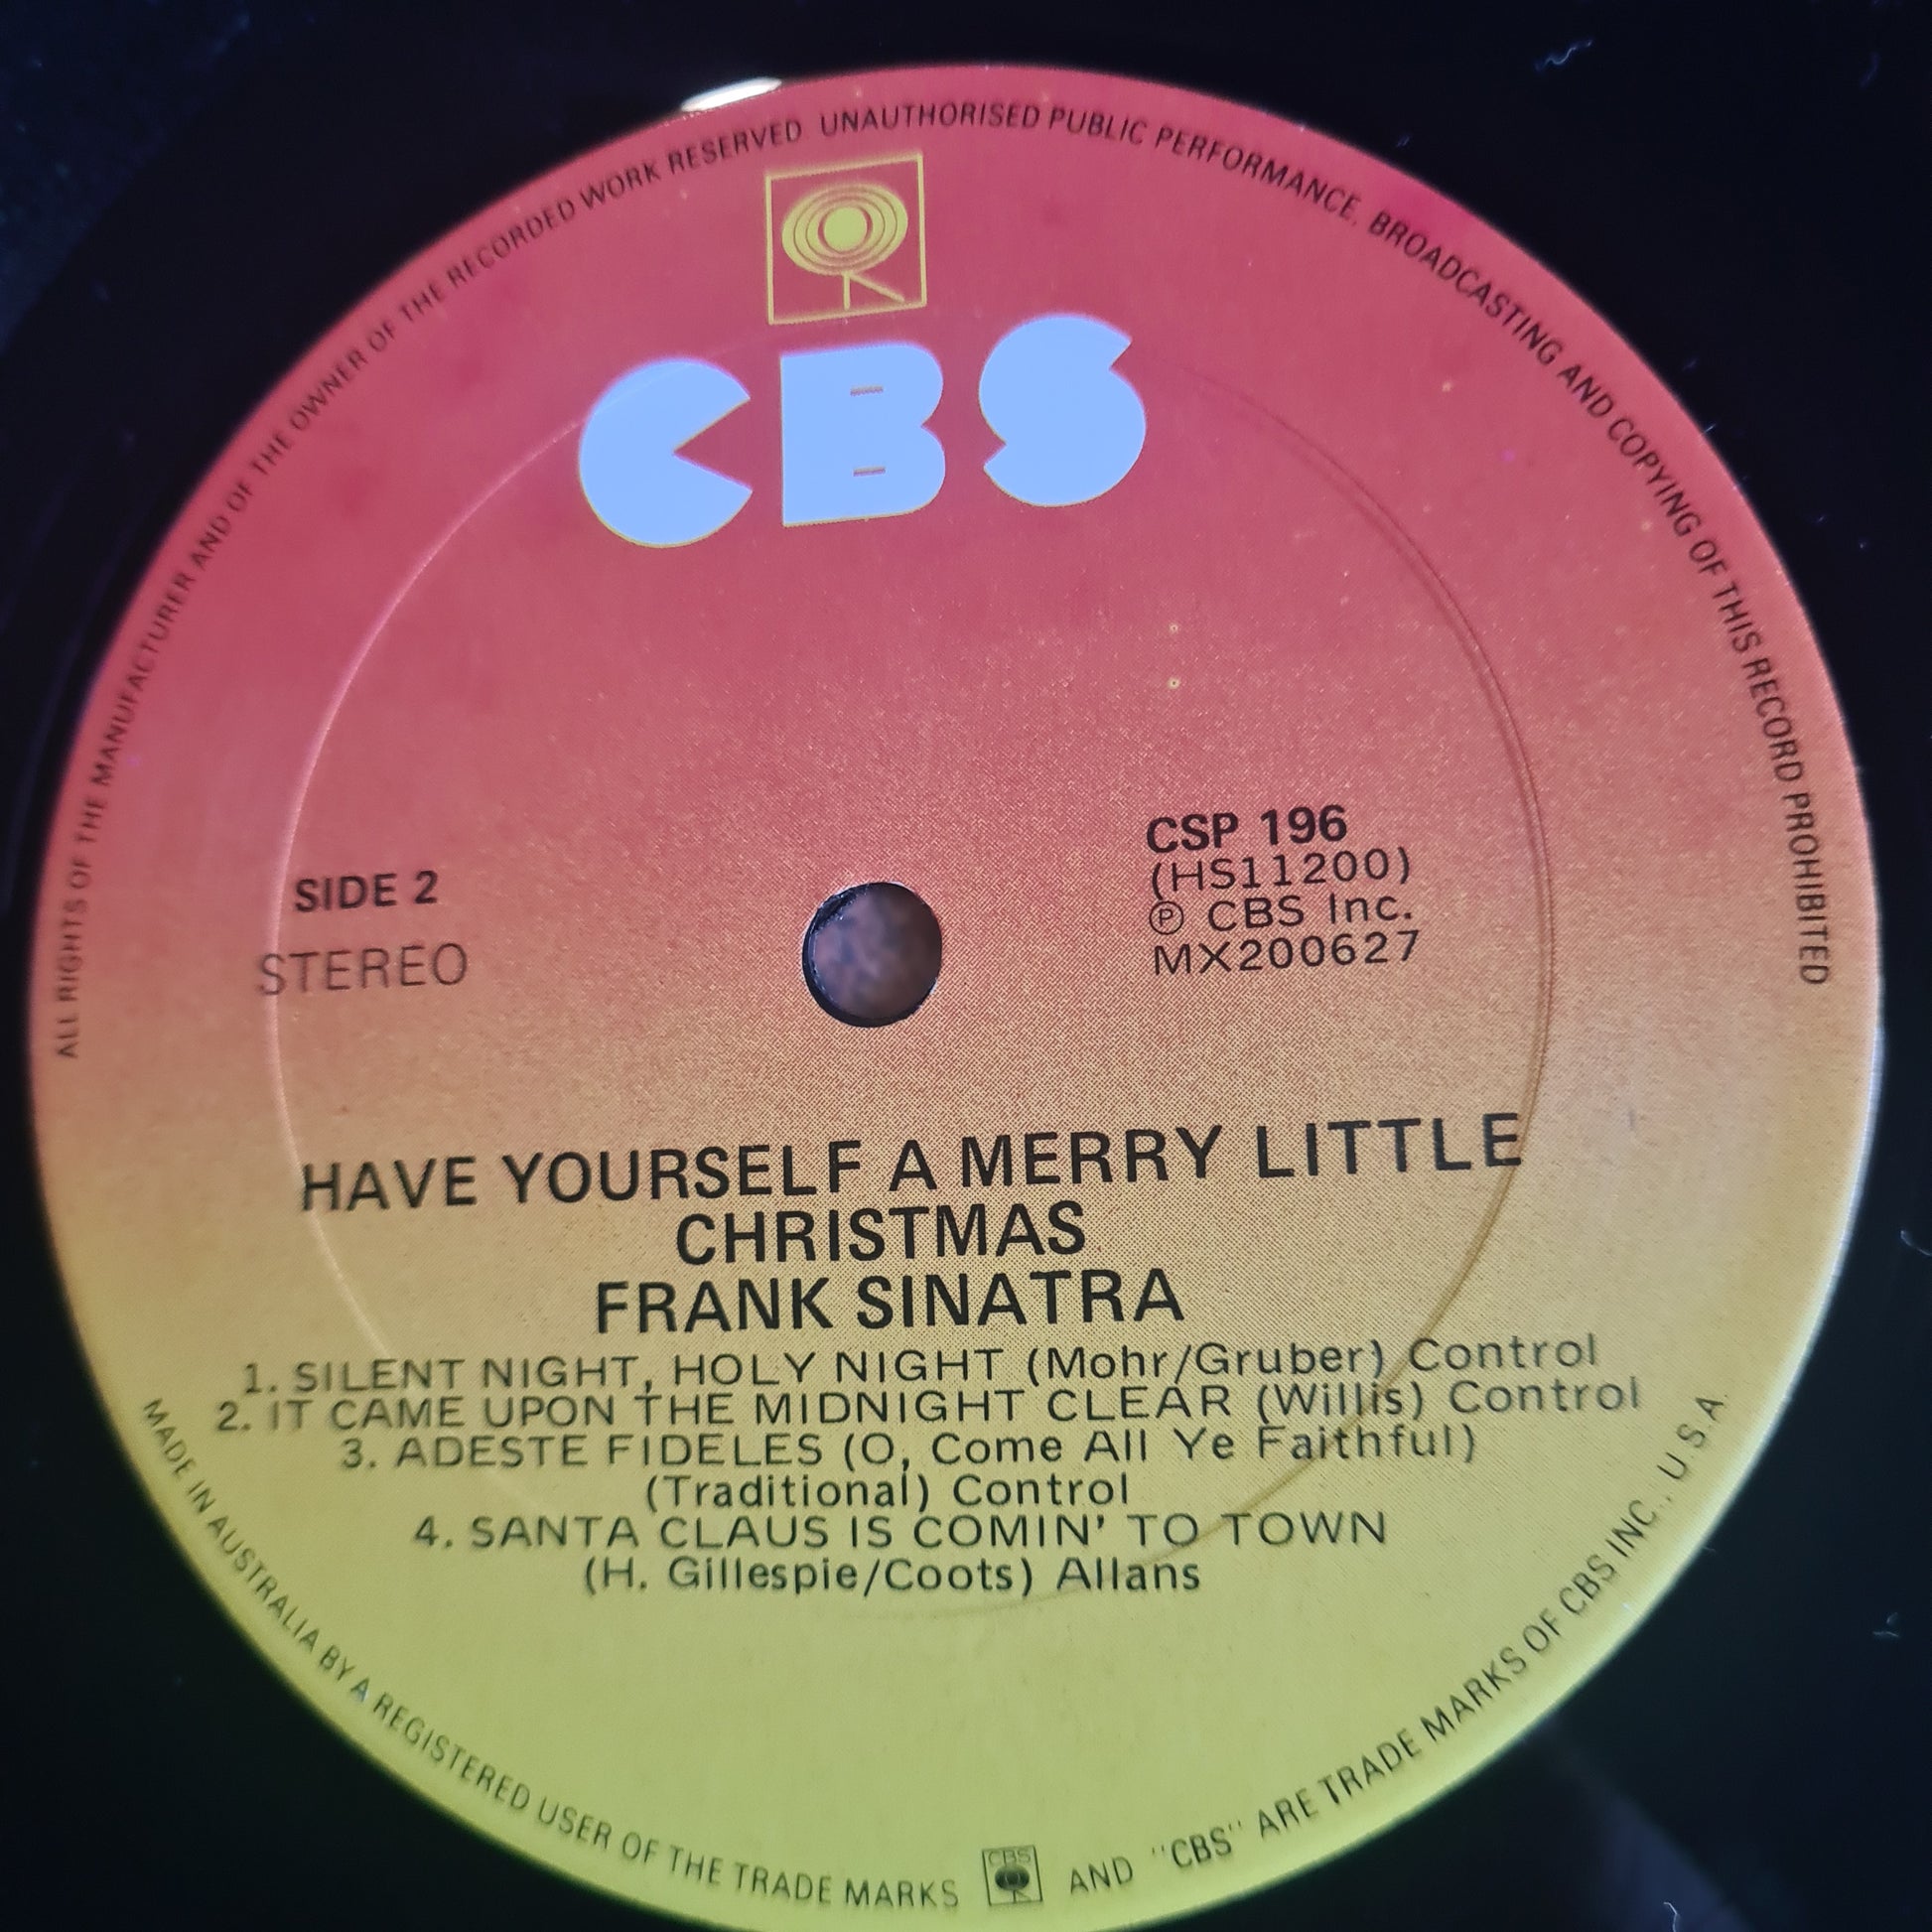 ALL RIGHTS OF THE MANUFACTURER AND OF THE OWNER OF THE RECORDED WORK RESERVED UNAUTHORISED PUBLIC PERFORMANCE, BROADCASTING AND COPYING OF THIS RECORD PROHIBITED
CBS
SIDE 2
STEREO
CSP 196
(HS11200)
Ⓟ CBS Inc.
MX200627
HAVE YOURSELF A MERRY LITTLE
CHRISTMAS
FRANK SINATRA
1. SILENT NIGHT, HOLY NIGHT (Mohr/Gruber) Control
2. IT CAME UPON THE MIDNIGHT CLEAR (Willis) Control
3. ADESTE FIDELES (O, Come All Ye Faithful)
(Traditional) Control
4. SANTA CLAUS IS COMIN' TO TOWN
(H. Gillespie/Coots) Allans
MADE IN AUSTRALIA BY A REGISTERED USER OF THE TRADE MARKS CBS AND "CBS" ARE TRADE MARKS OF CBS INC., U.S.A.